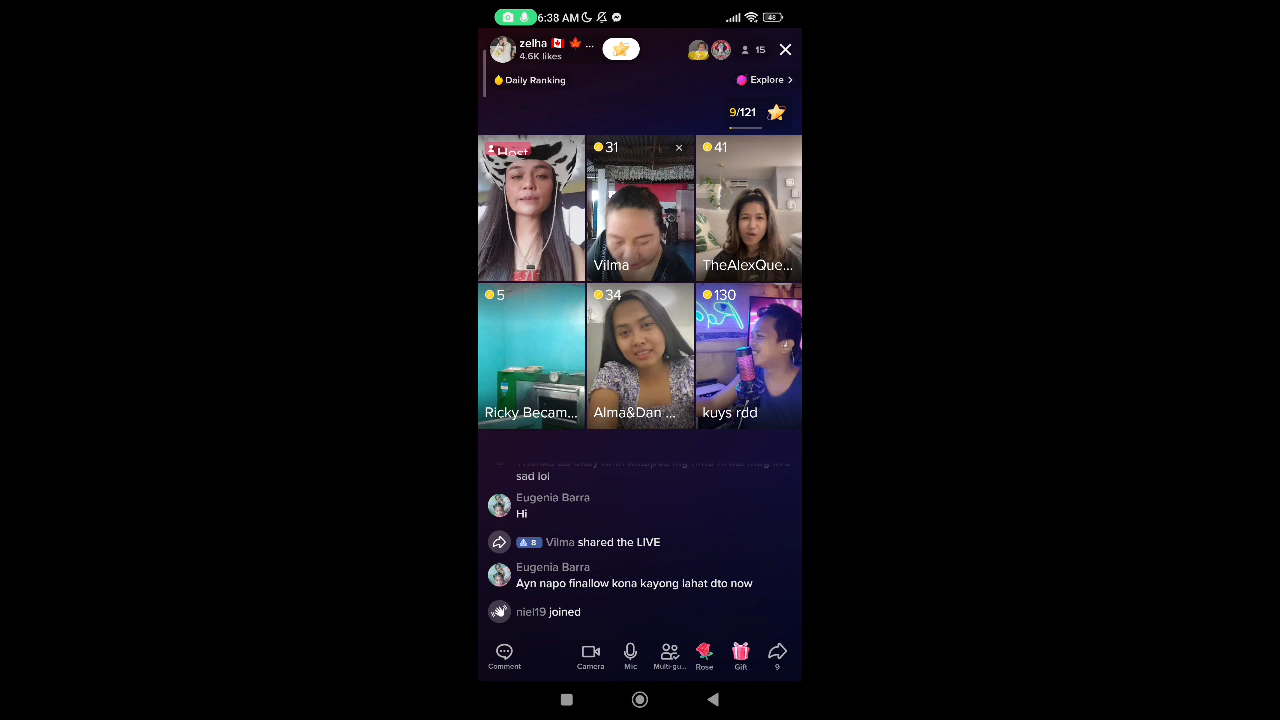 6:38 AM
48
zelha 🇨🇦 🍁 ...
4.6K likes
15
Daily Ranking
Explore >
9/121
Host
31
41
Vilma
TheAlexQue...
5
34
130
Ricky Becam...
Alma&Dan ...
kuys rdd
sad lol
Eugenia Barra
Hi
8 Vilma shared the LIVE
Eugenia Barra
Ayn napo finallow kona kayong lahat dto now
niel19 joined
Comment
Camera
Mic
Multi-gu...
Rose
Gift
9